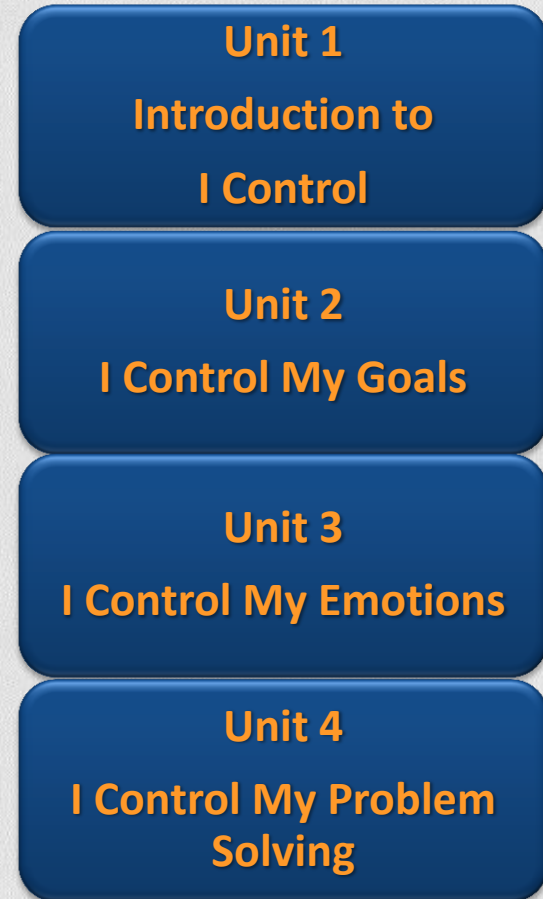 Unit 1
Introduction to
I Control
Unit 2
I Control My Goals
Unit 3
I Control My Emotions
Unit 4
I Control My Problem
Solving